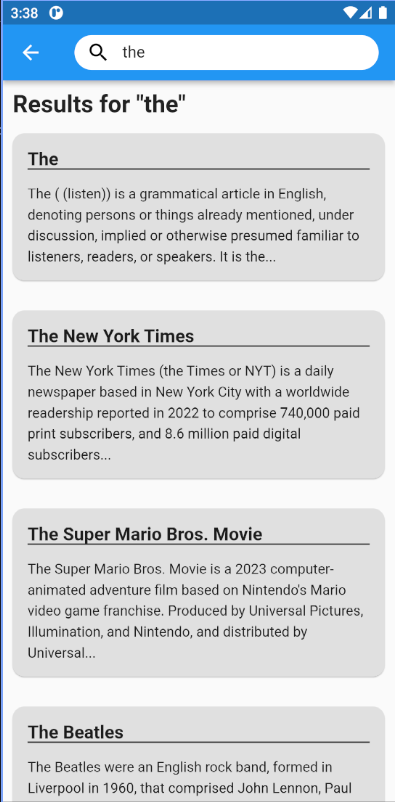 3:38
the
Results for "the"
The
The ( (listen)) is a grammatical article in English,
denoting persons or things already mentioned, under
discussion, implied or otherwise presumed familiar to
listeners, readers, or speakers. It is the...
The New York Times
The New York Times (the Times or NYT) is a daily
newspaper based in New York City with a worldwide
readership reported in 2022 to comprise 740,000 paid
print subscribers, and 8.6 million paid digital
subscribers...
The Super Mario Bros. Movie
The Super Mario Bros. Movie is a 2023 computer-
animated adventure film based on Nintendo's Mario
video game franchise. Produced by Universal Pictures,
Illumination, and Nintendo, and distributed by
Universal...
The Beatles
The Beatles were an English rock band, formed in
Liverpool in 1960, that comprised John Lennon, Paul